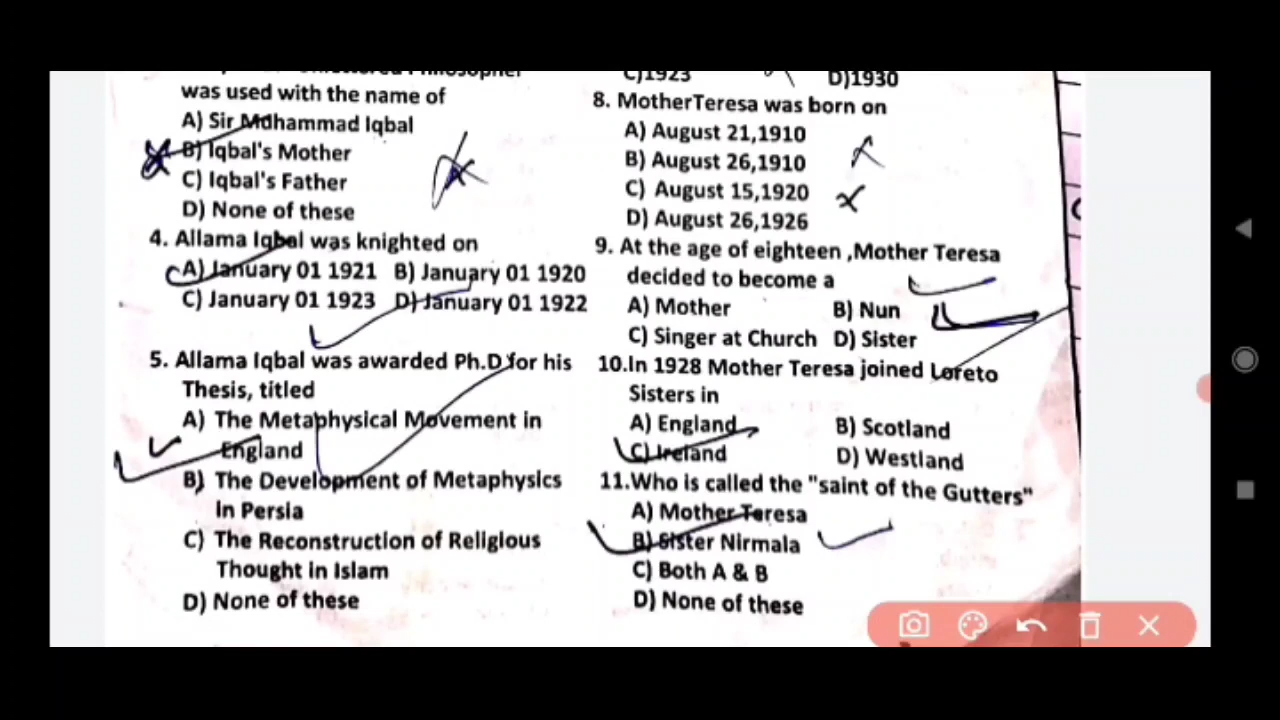 was used with the name of
A) Sir Mdhammad Iqbal
B) Iqbal's Mother
C) Iqbal's Father
D) None of these
4. Allama Iqbal was knighted on
A) January 01 1921 B) January 01 1920
C) January 01 1923 D) January 01 1922
5. Allama Iqbal was awarded Ph.D for his
Thesis, titled
A) The Metaphysical Movement in
England
B) The Development of Metaphysics
In Persia
C) The Reconstruction of Religious
Thought in Islam
D) None of these
C)1923 D)1930
8. MotherTeresa was born on
A) August 21,1910
B) August 26,1910
C) August 15,1920
D) August 26,1926
9. At the age of eighteen ,Mother Teresa
decided to become a
A) Mother B) Nun
C) Singer at Church D) Sister
10.In 1928 Mother Teresa joined Loreto
Sisters in
A) England B) Scotland
C) Ireland D) Westland
11.Who is called the "saint of the Gutters"
A) Mother Teresa
B) Sister Nirmala
C) Both A & B
D) None of these